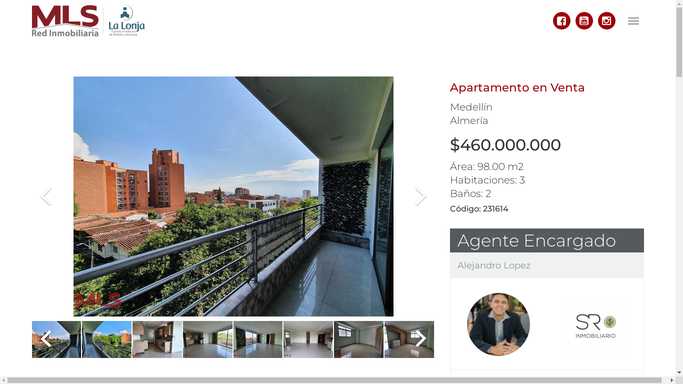 MLS
Red Inmobiliaria
La Lonja
Apartamento en Venta
Medellín
Almería
$460.000.000
Área: 98.00 m2
Habitaciones: 3
Baños: 2
Código: 231614
MLS
Agente Encargado
Alejandro Lopez
SR
INMOBILIARIO